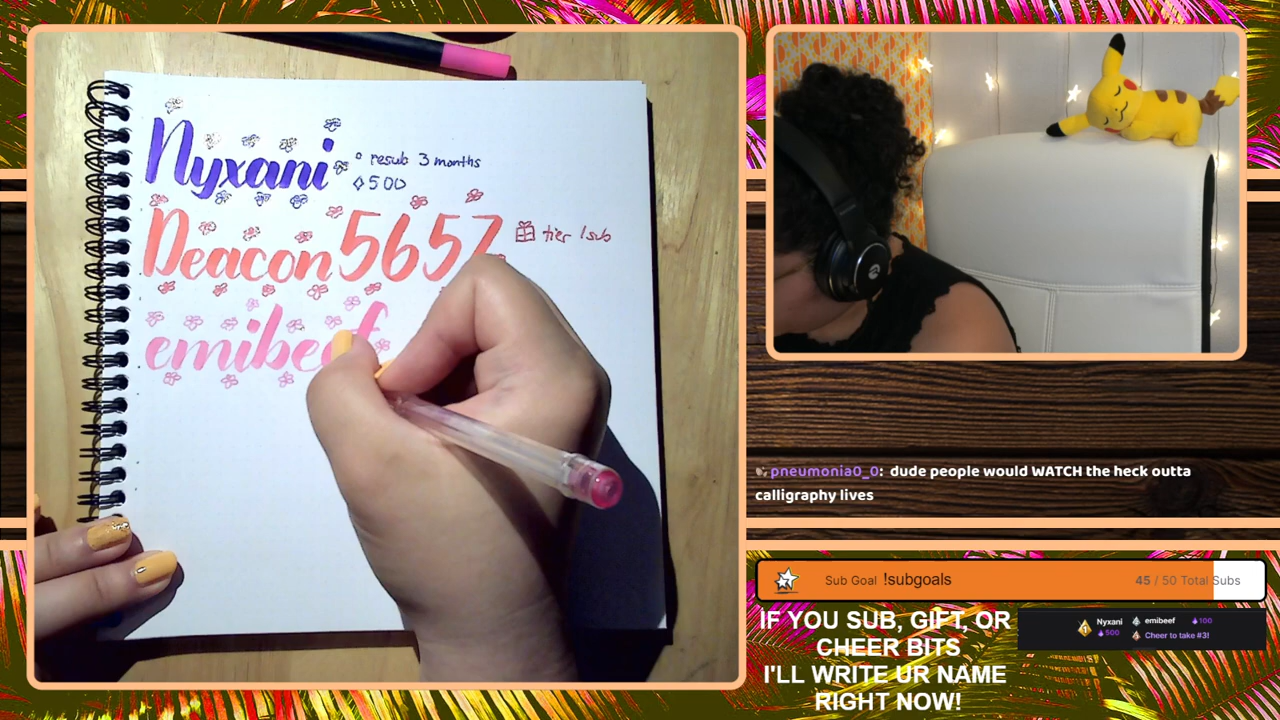 Nyxani
◦ resub 3 months
◊500
Deacon5657
tier 1 sub
emibeef
pneumonia0_0: dude people would WATCH the heck outta
calligraphy lives
Sub Goal !subgoals
45 / 50 Total Subs
IF YOU SUB, GIFT, OR
CHEER BITS
I'LL WRITE UR NAME
RIGHT NOW!
1 Nyxani 500
emibeef 100
Cheer to take #3!